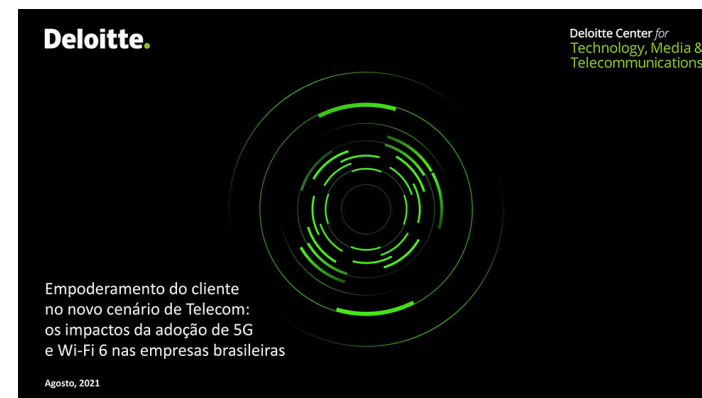 Deloitte.
Deloitte Center for
Technology, Media &
Telecommunications
Empoderamento do cliente
no novo cenário de Telecom:
os impactos da adoção de 5G
e Wi-Fi 6 nas empresas brasileiras
Agosto, 2021